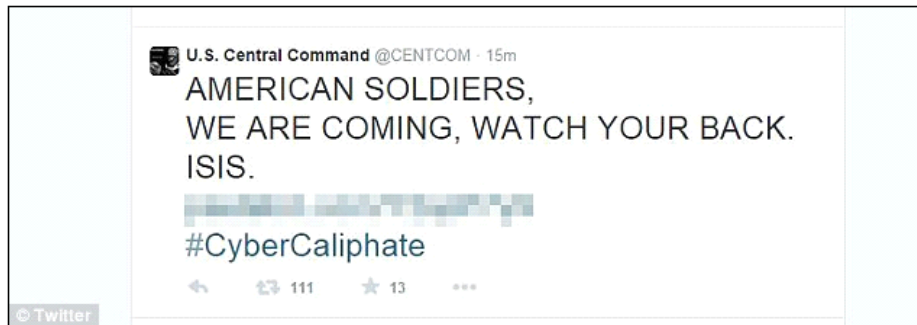 U.S. Central Command @CENTCOM · 15m
AMERICAN SOLDIERS,
WE ARE COMING, WATCH YOUR BACK.
ISIS.
#CyberCaliphate
111 13
© Twitter